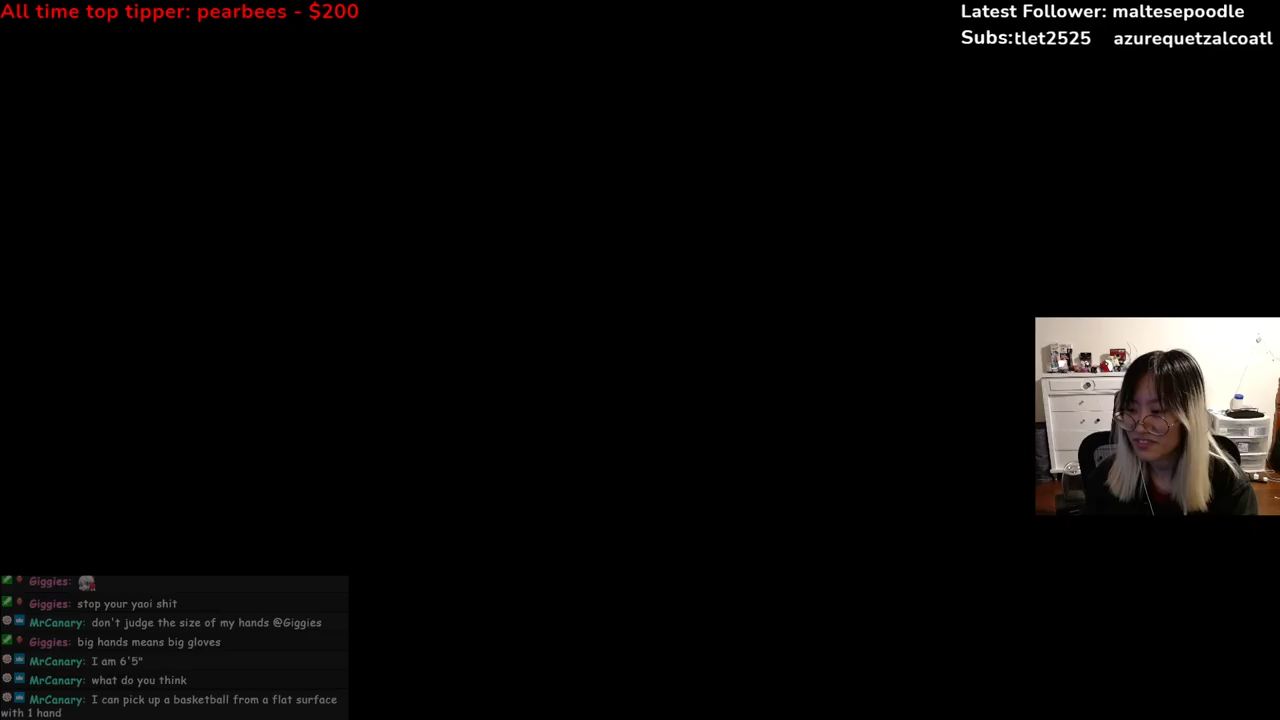 All time top tipper: pearbees - $200
Latest Follower: maltesepoodle
Subs:tlet2525 azurequetzalcoatl
Giggies:
Giggies: stop your yaoi shit
MrCanary: don't judge the size of my hands @Giggies
Giggies: big hands means big gloves
MrCanary: I am 6'5"
MrCanary: what do you think
MrCanary: I can pick up a basketball from a flat surface
with 1 hand